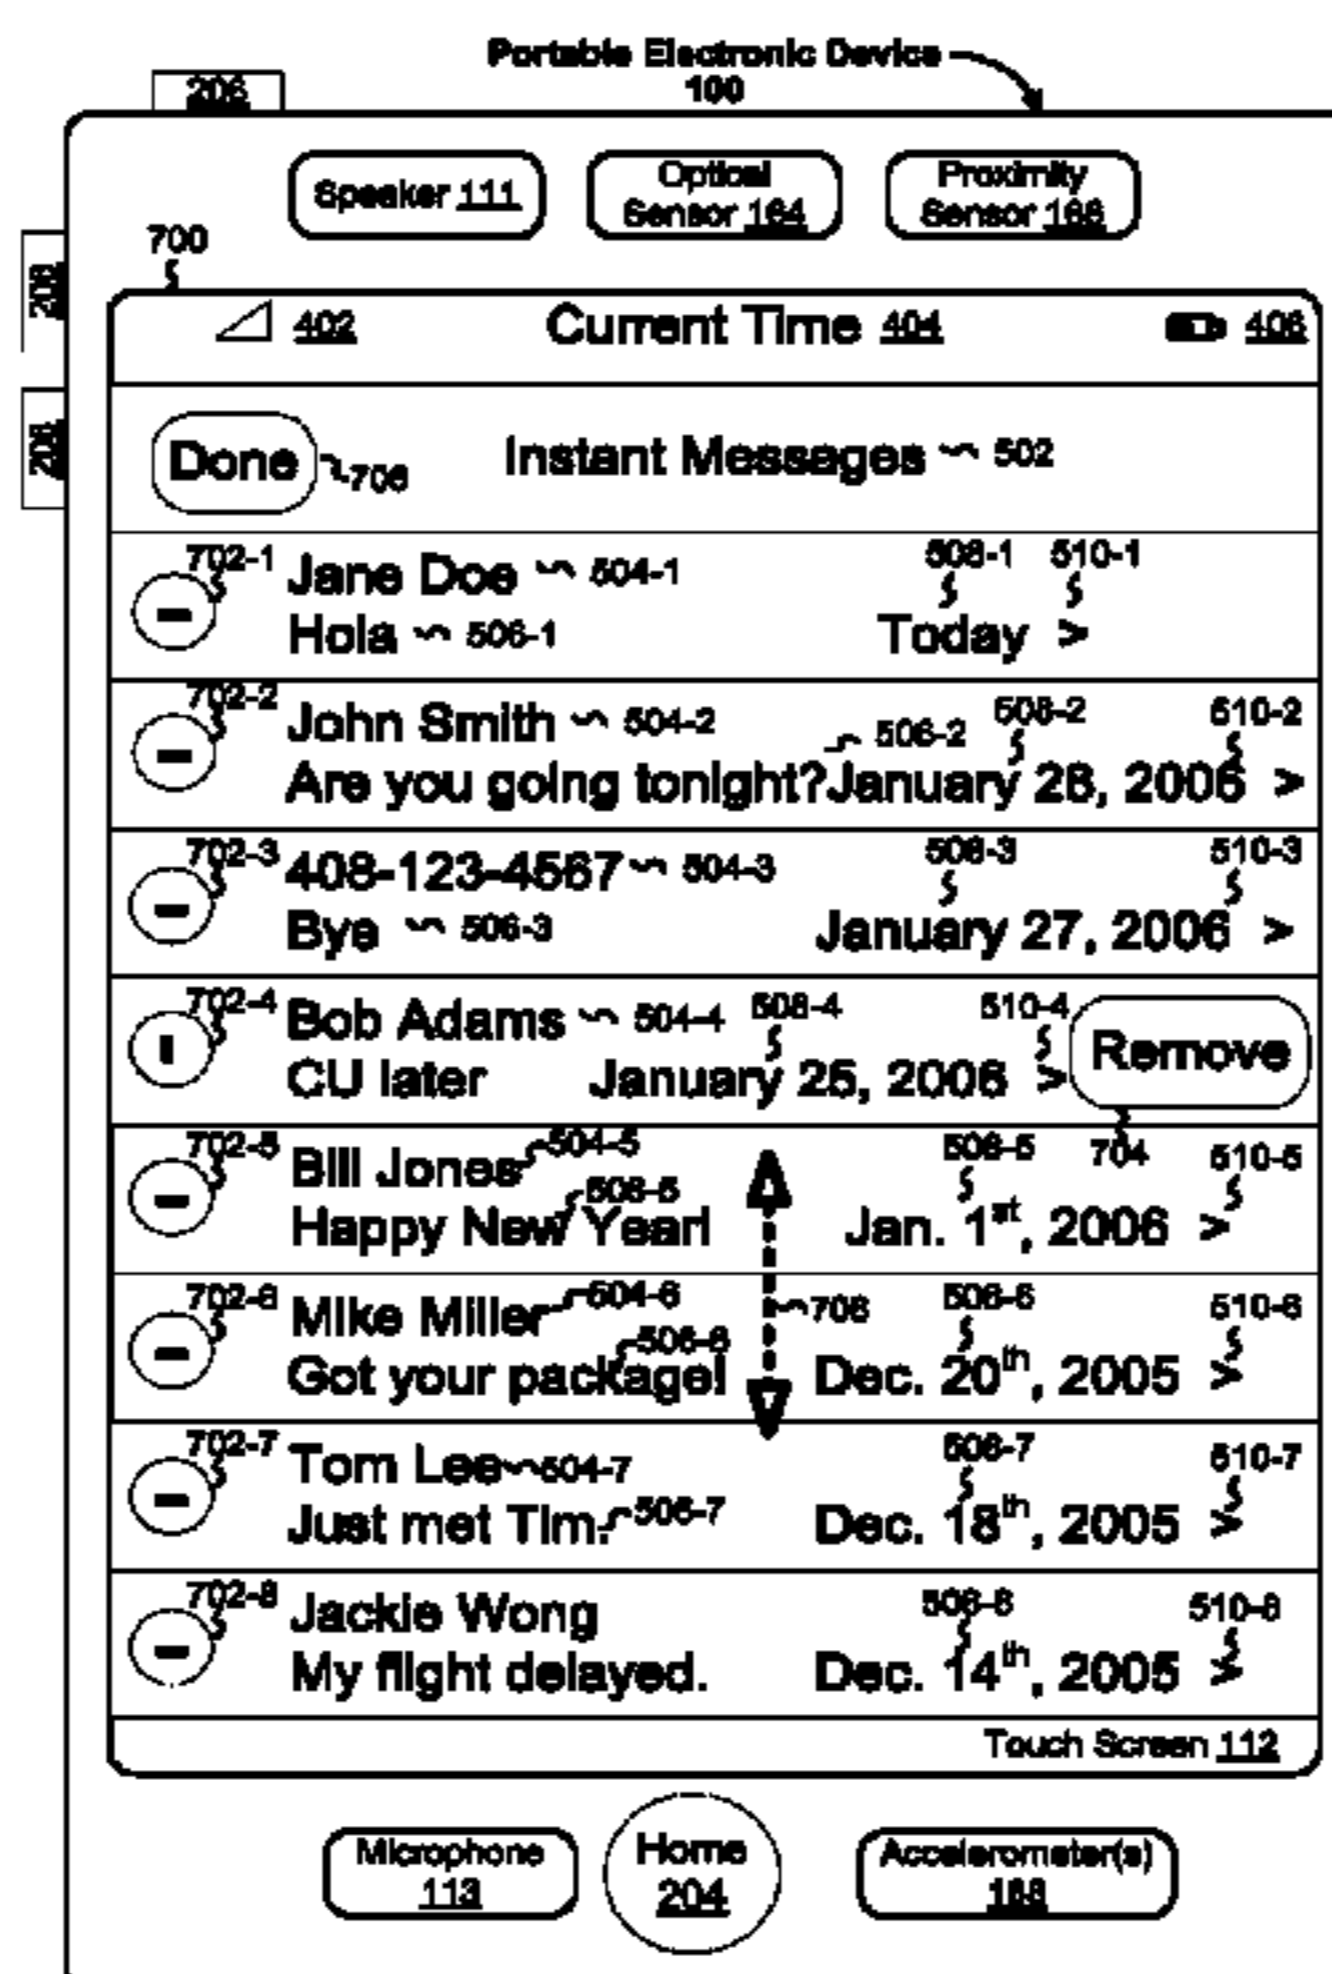 Portable Electronic Device
100
206
Speaker 111
Optical
Sensor 164
Proximity
Sensor 166
700
208
208
402 Current Time 404 406
Done 706 Instant Messages 502
702-1 Jane Doe 504-1 508-1 510-1
Hola 506-1 Today >
702-2 John Smith 504-2 506-2 508-2 510-2
Are you going tonight? January 28, 2006 >
702-3 408-123-4567 504-3 508-3 510-3
Bye 506-3 January 27, 2006 >
702-4 Bob Adams 504-4 508-4 510-4 Remove
CU later January 25, 2006 >
702-5 Bill Jones 504-5 508-5 704 510-5
Happy New Year! 506-5 Jan. 1st, 2006 >
702-6 Mike Miller 504-6 708 508-6 510-6
Got your package! 506-6 Dec. 20th, 2005 >
702-7 Tom Lee 504-7 508-7 510-7
Just met Tim. 506-7 Dec. 18th, 2005 >
702-8 Jackie Wong 508-8 510-8
My flight delayed. Dec. 14th, 2005 >
Touch Screen 112
Microphone
113
Home
204
Accelerometer(s)
168